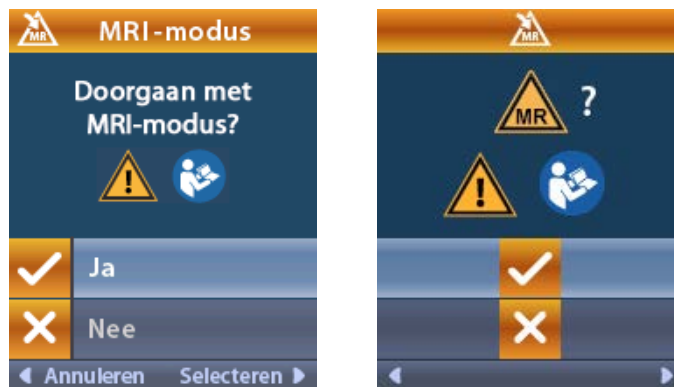 MR MRI-modus
Doorgaan met
MRI-modus?
!
Ja
Nee
Annuleren Selecteren
MR
MR ?
!